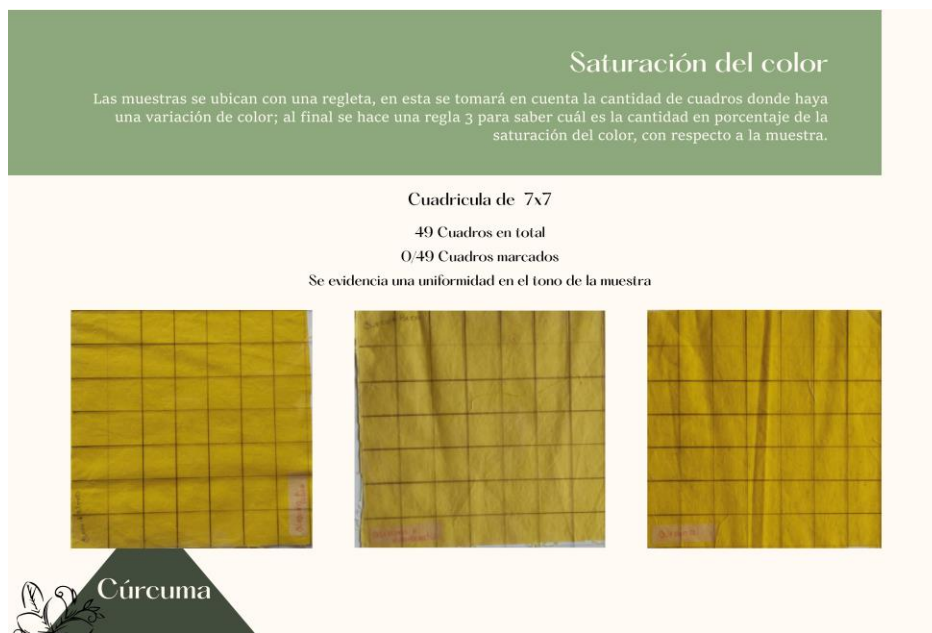 Saturación del color
Las muestras se ubican con una regleta, en esta se tomará en cuenta la cantidad de cuadros donde haya
una variación de color; al final se hace una regla 3 para saber cuál es la cantidad en porcentaje de la
saturación del color, con respecto a la muestra.
Cuadricula de 7x7
49 Cuadros en total
0/49 Cuadros marcados
Se evidencia una uniformidad en el tono de la muestra
Cúrcuma